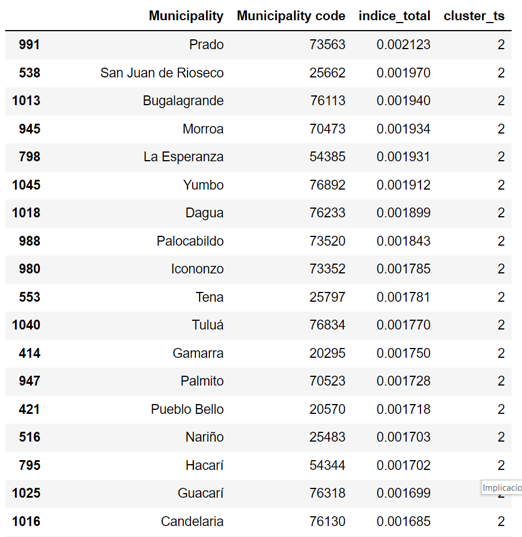 Municipality Municipality code indice_total cluster_ts
991 Prado 73563 0.002123 2
538 San Juan de Rioseco 25662 0.001970 2
1013 Bugalagrande 76113 0.001940 2
945 Morroa 70473 0.001934 2
798 La Esperanza 54385 0.001931 2
1045 Yumbo 76892 0.001912 2
1018 Dagua 76233 0.001899 2
988 Palocabildo 73520 0.001843 2
980 Icononzo 73352 0.001785 2
553 Tena 25797 0.001781 2
1040 Tuluá 76834 0.001770 2
414 Gamarra 20295 0.001750 2
947 Palmito 70523 0.001728 2
421 Pueblo Bello 20570 0.001718 2
516 Nariño 25483 0.001703 2
795 Hacarí 54344 0.001702 2
1025 Guacarí 76318 0.001699 2
Implicacio
1016 Candelaria 76130 0.001685 2